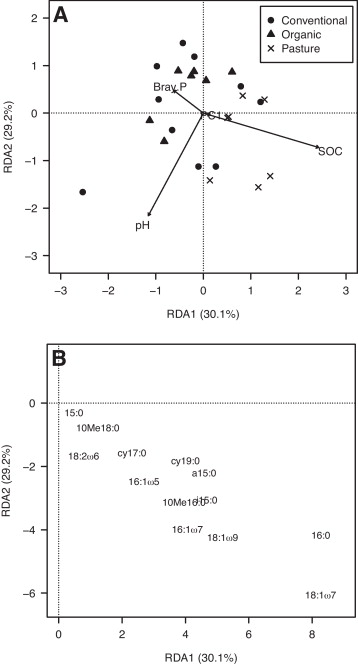 A
Conventional
Organic
Pasture
2
1
0
−1
−2
−3
RDA2 (29.2%)
Bray P
SOC
pH
−3 −2 −1 0 1 2 3
RDA1 (30.1%)
B
0
−2
−4
−6
RDA2 (29.2%)
15:0
10Me18:0
18:2ω6
cy17:0
cy19:0
a15:0
16:1ω5
10Me16:0
i15:0
16:1ω7
18:1ω9
16:0
18:1ω7
0 2 4 6 8
RDA1 (30.1%)